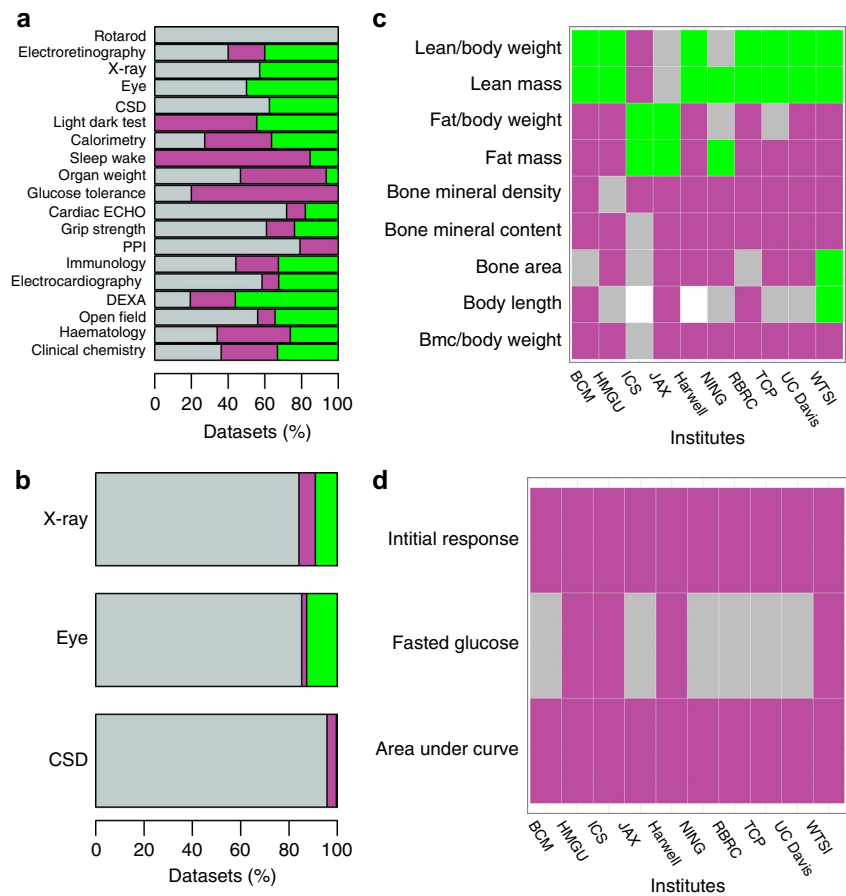 a
Rotarod
Electroretinography
X-ray
Eye
CSD
Light dark test
Calorimetry
Sleep wake
Organ weight
Glucose tolerance
Cardiac ECHO
Grip strength
PPI
Immunology
Electrocardiography
DEXA
Open field
Haematology
Clinical chemistry
0 20 40 60 80 100
Datasets (%)
b
X-ray
Eye
CSD
0 20 40 60 80 100
Datasets (%)
c
Lean/body weight
Lean mass
Fat/body weight
Fat mass
Bone mineral density
Bone mineral content
Bone area
Body length
Bmc/body weight
BCM HMGU ICS JAX Harwell NING RBRC TCP UC Davis WTSI
Institutes
d
Intitial response
Fasted glucose
Area under curve
BCM HMGU ICS JAX Harwell NING RBRC TCP UC Davis WTSI
Institutes